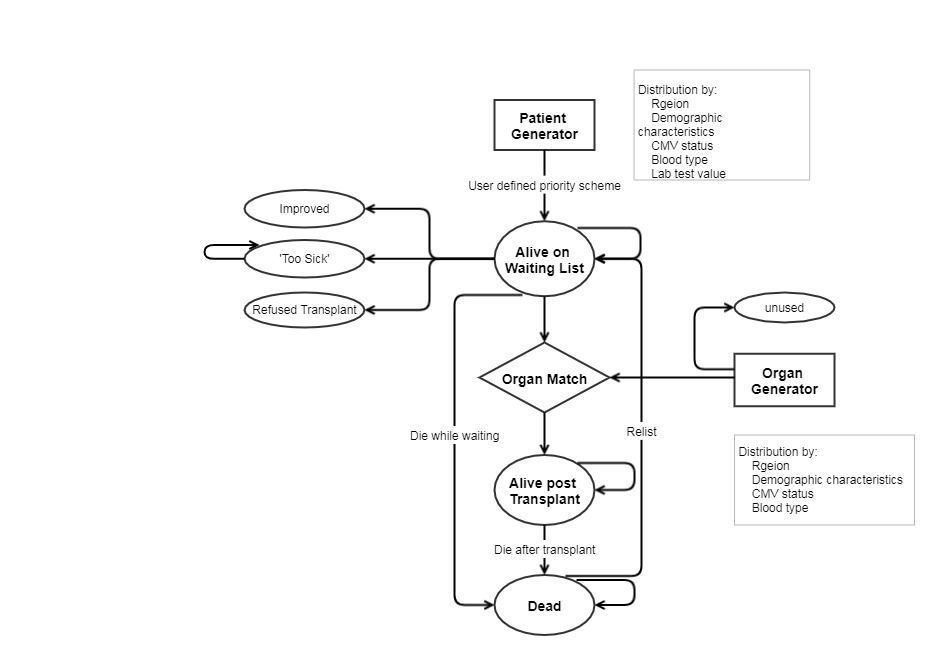 Distribution by:
Rgeion
Demographic
characteristics
CMV status
Blood type
Lab test value
Patient
Generator
User defined priority scheme
Improved
'Too Sick'
Refused Transplant
Alive on
Waiting List
unused
Organ
Generator
Organ Match
Die while waiting
Relist
Distribution by:
Rgeion
Demographic characteristics
CMV status
Blood type
Alive post
Transplant
Die after transplant
Dead